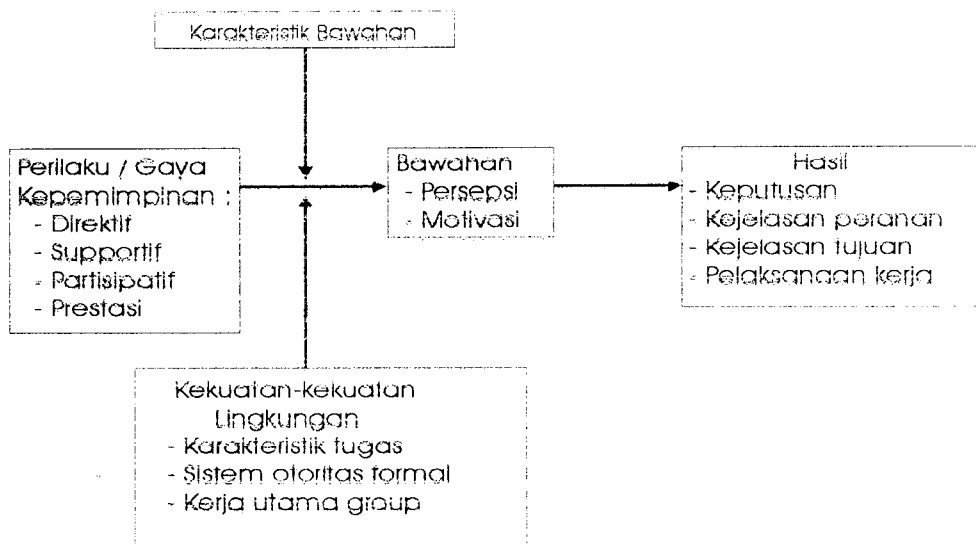 Karakteristik Bawahan
Perilaku / Gaya
Kepemimpinan :
- Direktif
- Supportif
- Partisipatif
- Prestasi
Bawahan
- Persepsi
- Motivasi
Hasil
- Keputusan
- Kejelasan peranan
- Kejelasan tujuan
- Pelaksanaan kerja
Kekuatan-kekuatan
Lingkungan
- Karakteristik tugas
- Sistem otoritas formal
- Kerja utama group